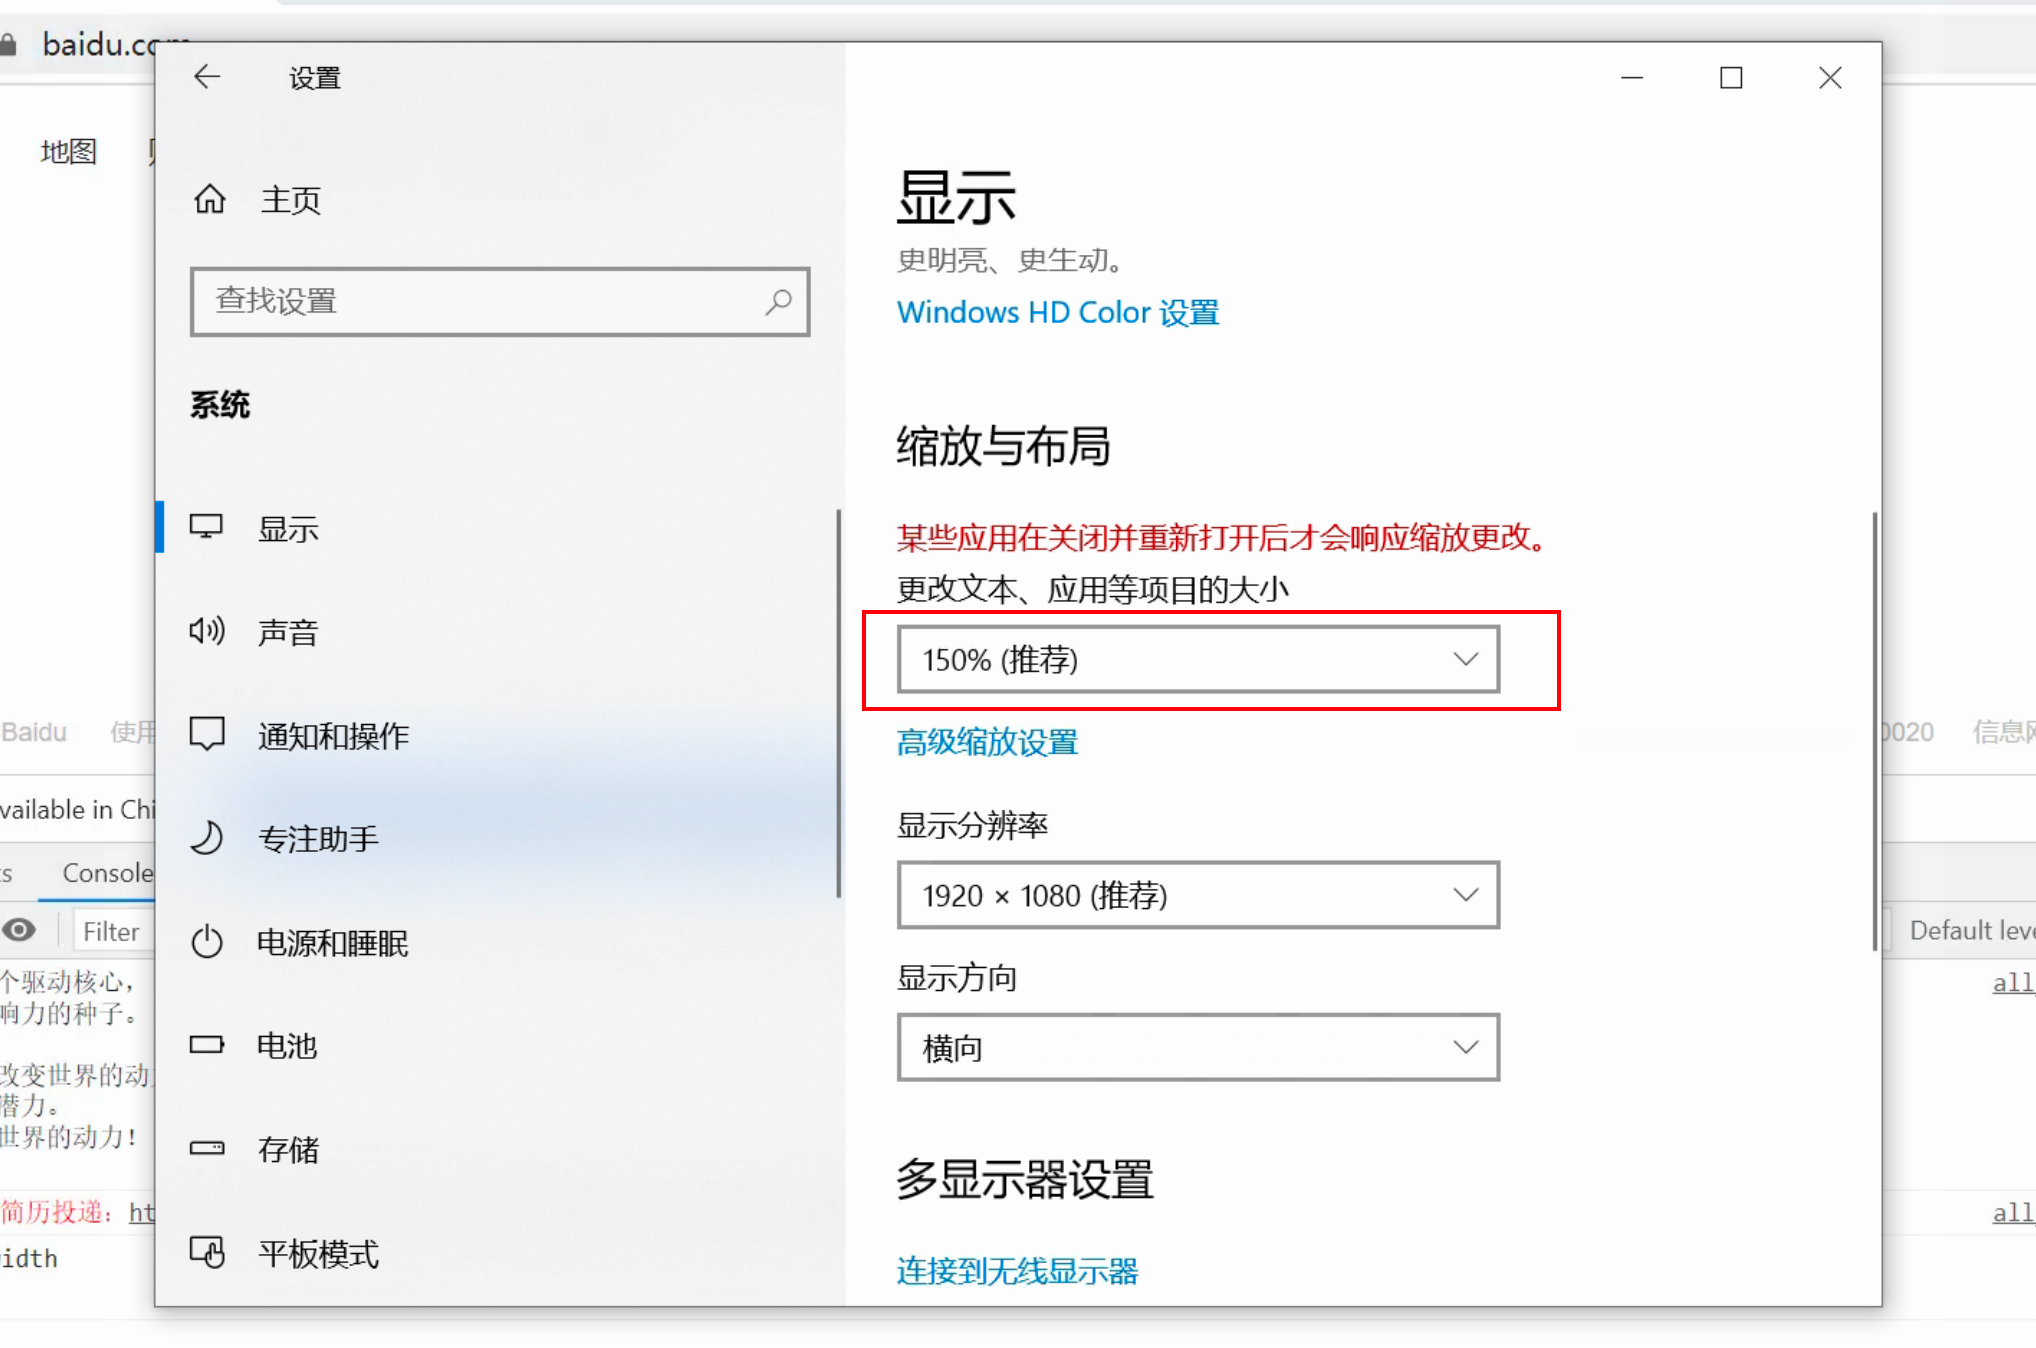 baidu.com
设置
地图
主页
查找设置
系统
显示
声音
通知和操作
专注助手
电源和睡眠
电池
存储
平板模式
显示
更明亮、更生动。
Windows HD Color 设置
缩放与布局
某些应用在关闭并重新打开后才会响应缩放更改。
更改文本、应用等项目的大小
150% (推荐)
高级缩放设置
显示分辨率
1920 × 1080 (推荐)
显示方向
横向
多显示器设置
连接到无线显示器
Baidu 使用
0020 信息网
vailable in Chi
ts Console
Filter
Default leve
个驱动核心，
响力的种子。
改变世界的动
潜力。
世界的动力！
简历投递： ht
idth
all_
all_